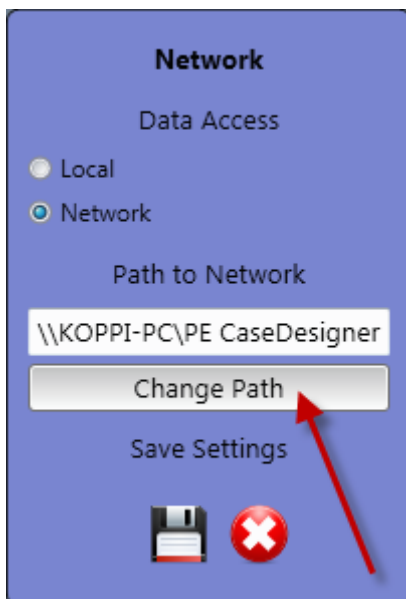 Network
Data Access
Local
Network
Path to Network
\\KOPPI-PC\PE CaseDesigner
Change Path
Save Settings